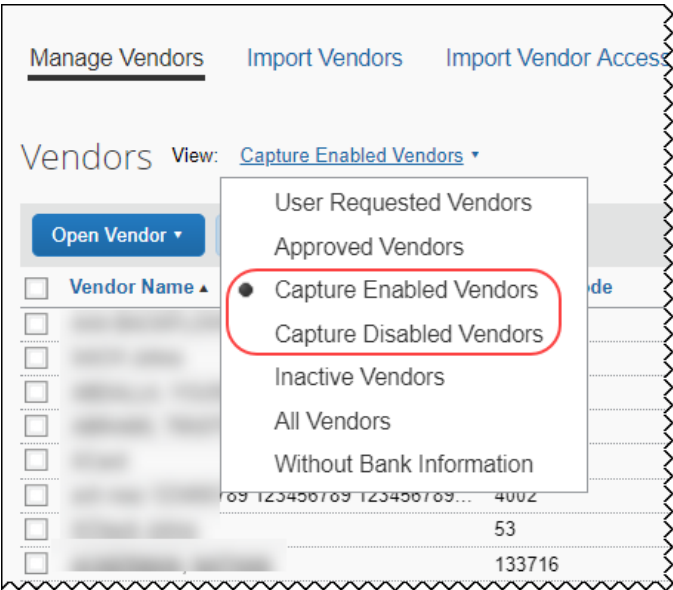 Manage Vendors Import Vendors Import Vendor Access
Vendors View: Capture Enabled Vendors
User Requested Vendors
Open Vendor
Approved Vendors
Vendor Name
Capture Enabled Vendors
Capture Disabled Vendors
Inactive Vendors
All Vendors
Without Bank Information
789 123456789 123456789... 4002
53
133716